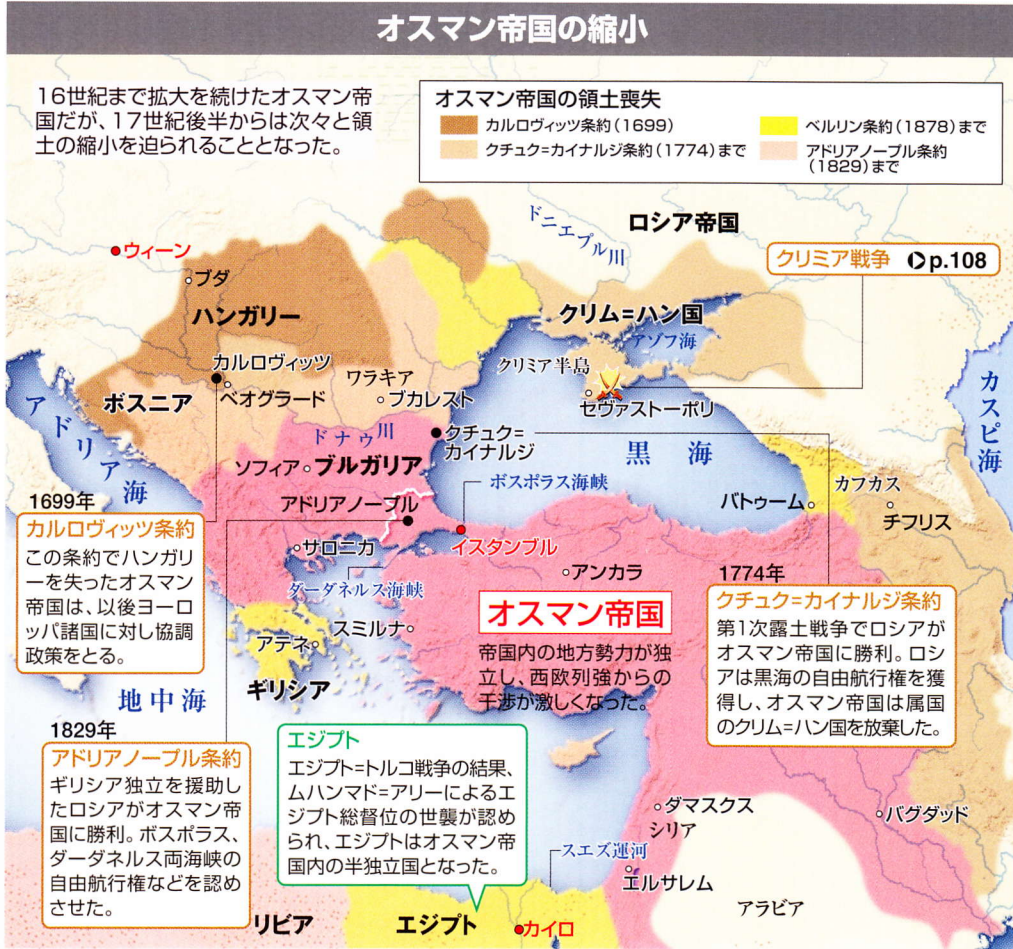 オスマン帝国の縮小
16世紀まで拡大を続けたオスマン帝
国だが、17世紀後半からは次々と領
土の縮小を迫られることとなった。
オスマン帝国の領土喪失
カルロヴィッツ条約(1699)
ベルリン条約(1878)まで
クチュク=カイナルジ条約(1774)まで
アドリアノープル条約
(1829)まで
ドニエプル川
ロシア帝国
ウィーン
クリミア戦争 p.108
ブダ
ハンガリー
クリム=ハン国
アゾフ海
カルロヴィッツ
クリミア半島
ワラキア
カスピ海
ボスニア
ベオグラード
ブカレスト
セヴァストーポリ
アドリア海
ドナウ川
クチュク=
カイナルジ
黒海
ソフィア
ブルガリア
ボスポラス海峡
カフカス
バトゥーム
アドリアノープル
チフリス
1699年
カルロヴィッツ条約
この条約でハンガリ
ーを失ったオスマン
帝国は、以後ヨーロ
ッパ諸国に対し協調
政策をとる。
サロニカ
イスタンブル
アンカラ
ダーダネルス海峡
1774年
クチュク=カイナルジ条約
第1次露土戦争でロシアが
オスマン帝国に勝利。ロシ
アは黒海の自由航行権を獲
得し、オスマン帝国は属国
のクリム=ハン国を放棄した。
オスマン帝国
帝国内の地方勢力が独
立し、西欧列強からの
干渉が激しくなった。
スミルナ
アテネ
ギリシア
地中海
1829年
アドリアノープル条約
ギリシア独立を援助し
たロシアがオスマン帝
国に勝利。ボスポラス、
ダーダネルス両海峡の
自由航行権などを認め
させた。
エジプト
エジプト=トルコ戦争の結果、
ムハンマド=アリーによるエ
ジプト総督位の世襲が認め
られ、エジプトはオスマン帝
国内の半独立国となった。
ダマスクス
シリア
バグダッド
スエズ運河
エルサレム
アラビア
リビア
エジプト
カイロ